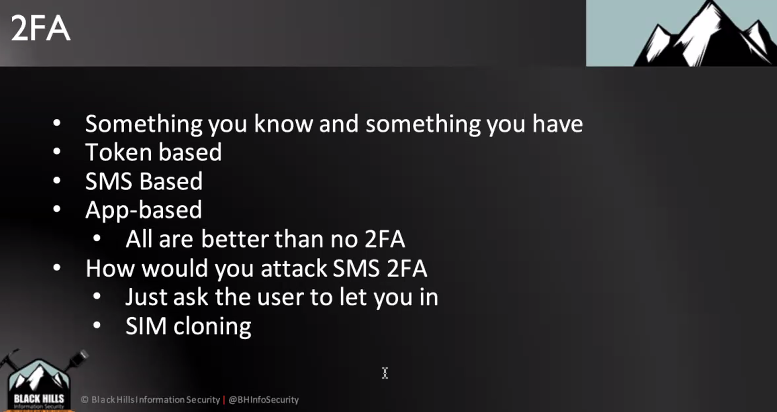 2FA
• Something you know and something you have
• Token based
• SMS Based
• App-based
• All are better than no 2FA
• How would you attack SMS 2FA
• Just ask the user to let you in
• SIM cloning
BLACK HILLS
Information Security
© Black Hills Information Security | @BHInfoSecurity